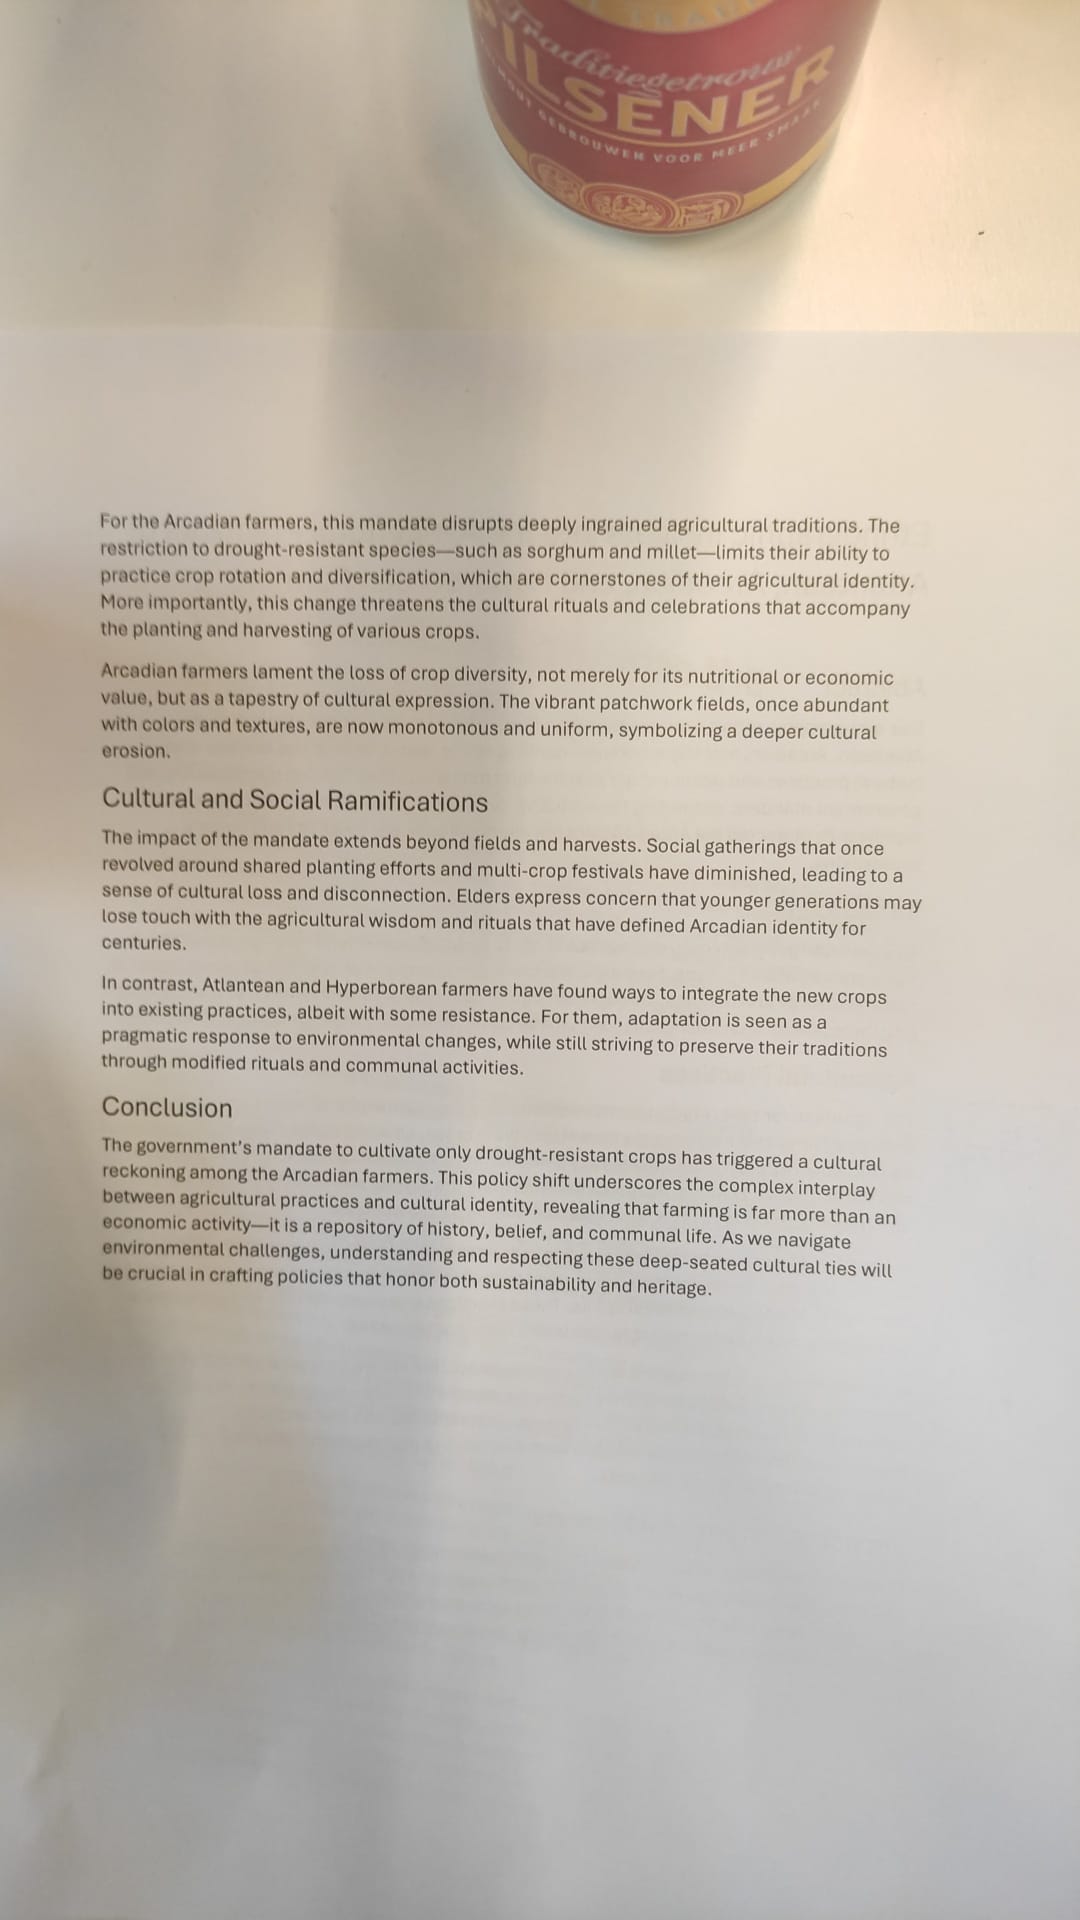 Traditiegetrouw
PILSENER
GEBROUWEN VOOR MEER SMAAK
For the Arcadian farmers, this mandate disrupts deeply ingrained agricultural traditions. The
restriction to drought-resistant species—such as sorghum and millet—limits their ability to
practice crop rotation and diversification, which are cornerstones of their agricultural identity.
More importantly, this change threatens the cultural rituals and celebrations that accompany
the planting and harvesting of various crops.
Arcadian farmers lament the loss of crop diversity, not merely for its nutritional or economic
value, but as a tapestry of cultural expression. The vibrant patchwork fields, once abundant
with colors and textures, are now monotonous and uniform, symbolizing a deeper cultural
erosion.
Cultural and Social Ramifications
The impact of the mandate extends beyond fields and harvests. Social gatherings that once
revolved around shared planting efforts and multi-crop festivals have diminished, leading to a
sense of cultural loss and disconnection. Elders express concern that younger generations may
lose touch with the agricultural wisdom and rituals that have defined Arcadian identity for
centuries.
In contrast, Atlantean and Hyperborean farmers have found ways to integrate the new crops
into existing practices, albeit with some resistance. For them, adaptation is seen as a
pragmatic response to environmental changes, while still striving to preserve their traditions
through modified rituals and communal activities.
Conclusion
The government's mandate to cultivate only drought-resistant crops has triggered a cultural
reckoning among the Arcadian farmers. This policy shift underscores the complex interplay
between agricultural practices and cultural identity, revealing that farming is far more than an
economic activity—it is a repository of history, belief, and communal life. As we navigate
environmental challenges, understanding and respecting these deep-seated cultural ties will
be crucial in crafting policies that honor both sustainability and heritage.